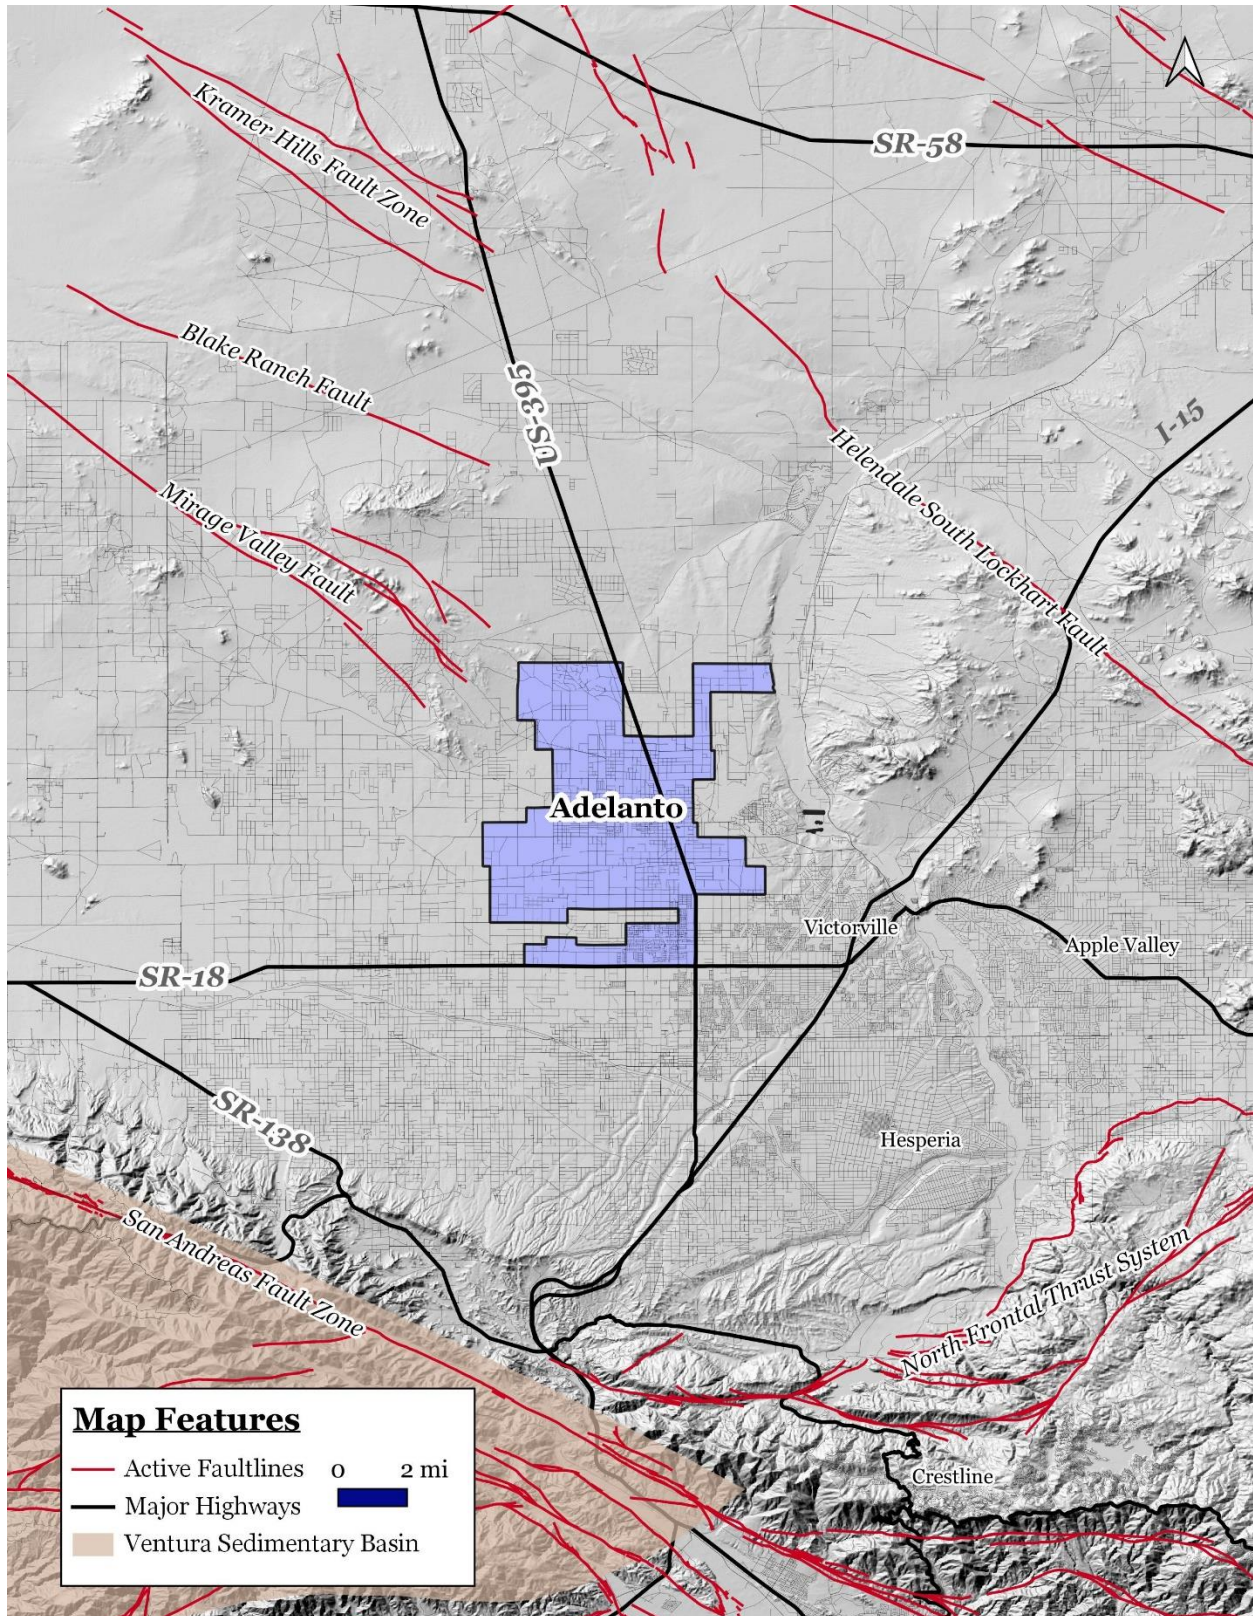 SR-58
Kramer Hills Fault Zone
Blake Ranch Fault
US-395
I-15
Helendale South Lockhart Fault
Mirage Valley Fault
Adelanto
Victorville
Apple Valley
SR-18
SR-138
Hesperia
San Andreas Fault Zone
North Frontal Thrust System
Crestline
Map Features
Active Faultlines
0 2 mi
Major Highways
Ventura Sedimentary Basin